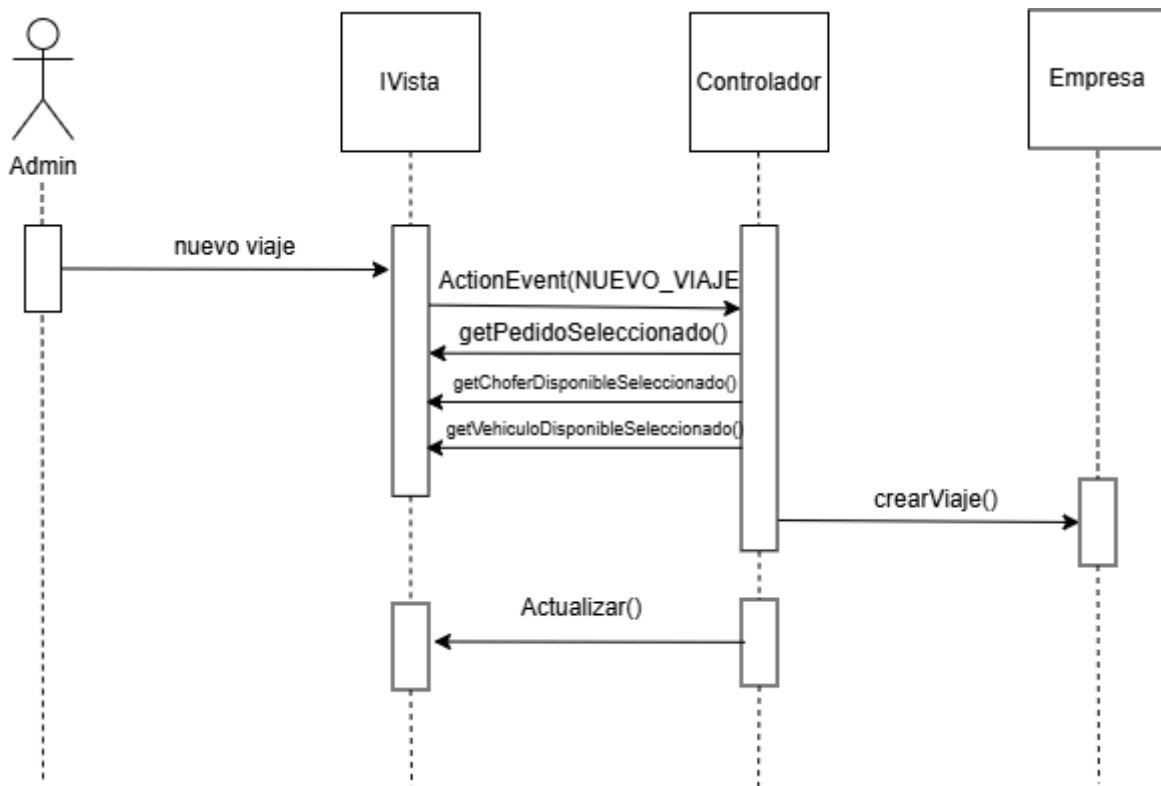 IVista
Controlador
Empresa
Admin
nuevo viaje
ActionEvent(NUEVO_VIAJE
getPedidoSeleccionado()
getChoferDisponibleSeleccionado()
getVehiculoDisponibleSeleccionado()
crearViaje()
Actualizar()